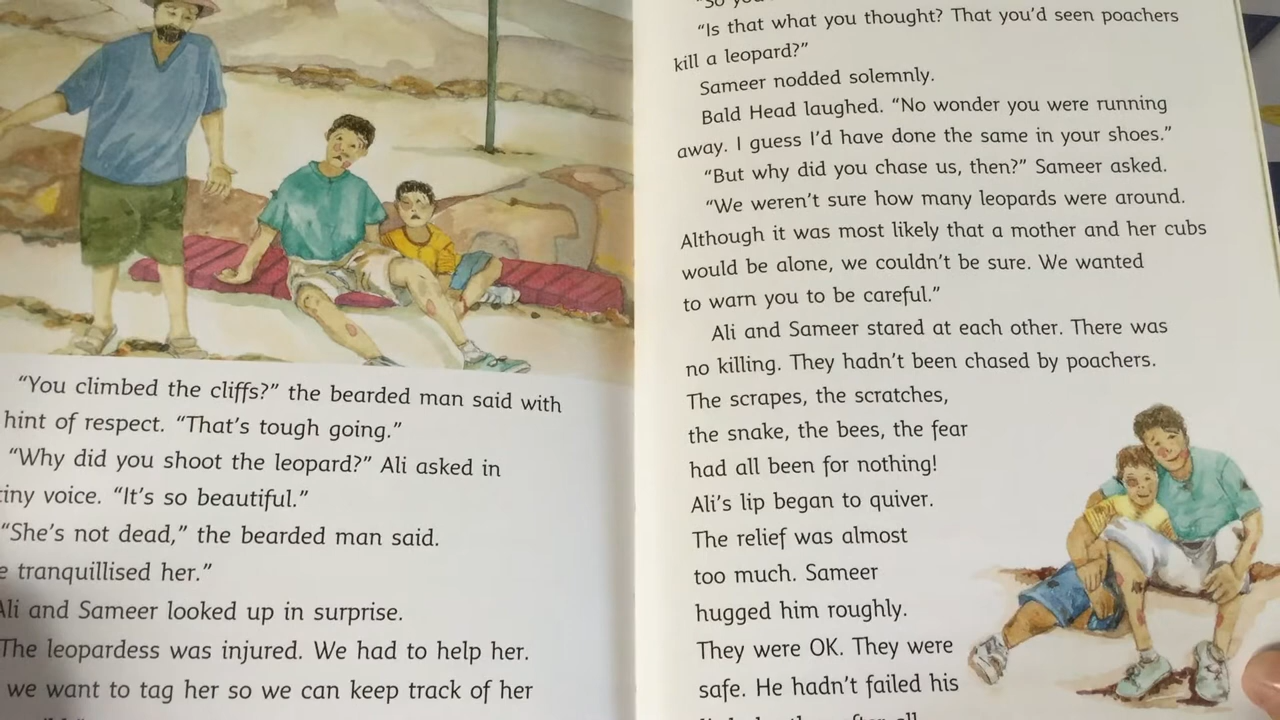 "You climbed the cliffs?" the bearded man said with
hint of respect. "That's tough going."
"Why did you shoot the leopard?" Ali asked in
tiny voice. "It's so beautiful."
"She's not dead," the bearded man said.
tranquillised her."
Ali and Sameer looked up in surprise.
The leopardess was injured. We had to help her.
we want to tag her so we can keep track of her
"So you
"Is that what you thought? That you'd seen poachers
kill a leopard?"
Sameer nodded solemnly.
Bald Head laughed. "No wonder you were running
away. I guess I'd have done the same in your shoes."
"But why did you chase us, then?" Sameer asked.
"We weren't sure how many leopards were around.
Although it was most likely that a mother and her cubs
would be alone, we couldn't be sure. We wanted
to warn you to be careful."
Ali and Sameer stared at each other. There was
no killing. They hadn't been chased by poachers.
The scrapes, the scratches,
the snake, the bees, the fear
had all been for nothing!
Ali's lip began to quiver.
The relief was almost
too much. Sameer
hugged him roughly.
They were OK. They were
safe. He hadn't failed his